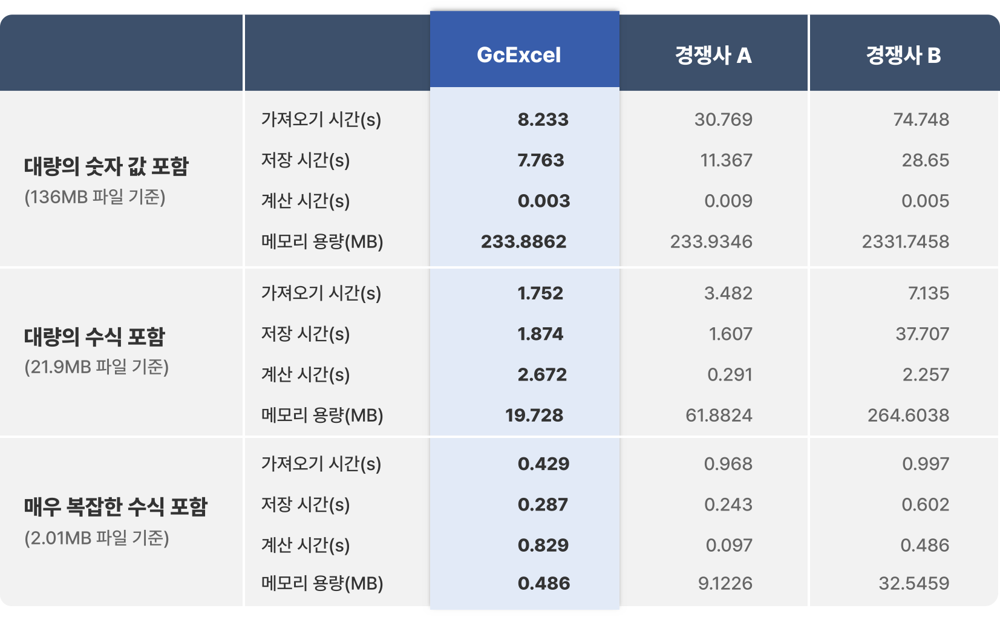 GcExcel 경쟁사 A 경쟁사 B
대량의 숫자 값 포함
(136MB 파일 기준)
가져오기 시간(s) 8.233 30.769 74.748
저장 시간(s) 7.763 11.367 28.65
계산 시간(s) 0.003 0.009 0.005
메모리 용량(MB) 233.8862 233.9346 2331.7458
대량의 수식 포함
(21.9MB 파일 기준)
가져오기 시간(s) 1.752 3.482 7.135
저장 시간(s) 1.874 1.607 37.707
계산 시간(s) 2.672 0.291 2.257
메모리 용량(MB) 19.728 61.8824 264.6038
매우 복잡한 수식 포함
(2.01MB 파일 기준)
가져오기 시간(s) 0.429 0.968 0.997
저장 시간(s) 0.287 0.243 0.602
계산 시간(s) 0.829 0.097 0.486
메모리 용량(MB) 0.486 9.1226 32.5459